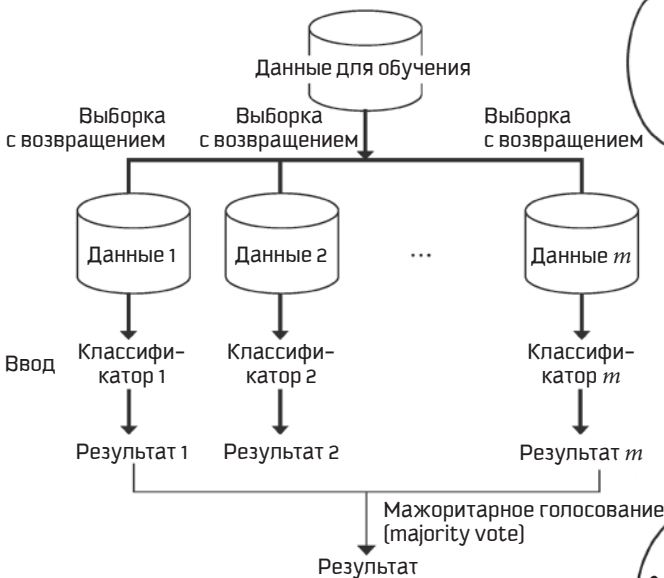 Данные для обучения
Выборка
с возвращением
Выборка
с возвращением
Выборка
с возвращением
Данные 1
Данные 2
...
Данные m
Ввод
Классифи-
катор 1
Классифи-
катор 2
Классифи-
катор m
Результат 1
Результат 2
Результат m
Мажоритарное голосование
(majority vote)
Результат